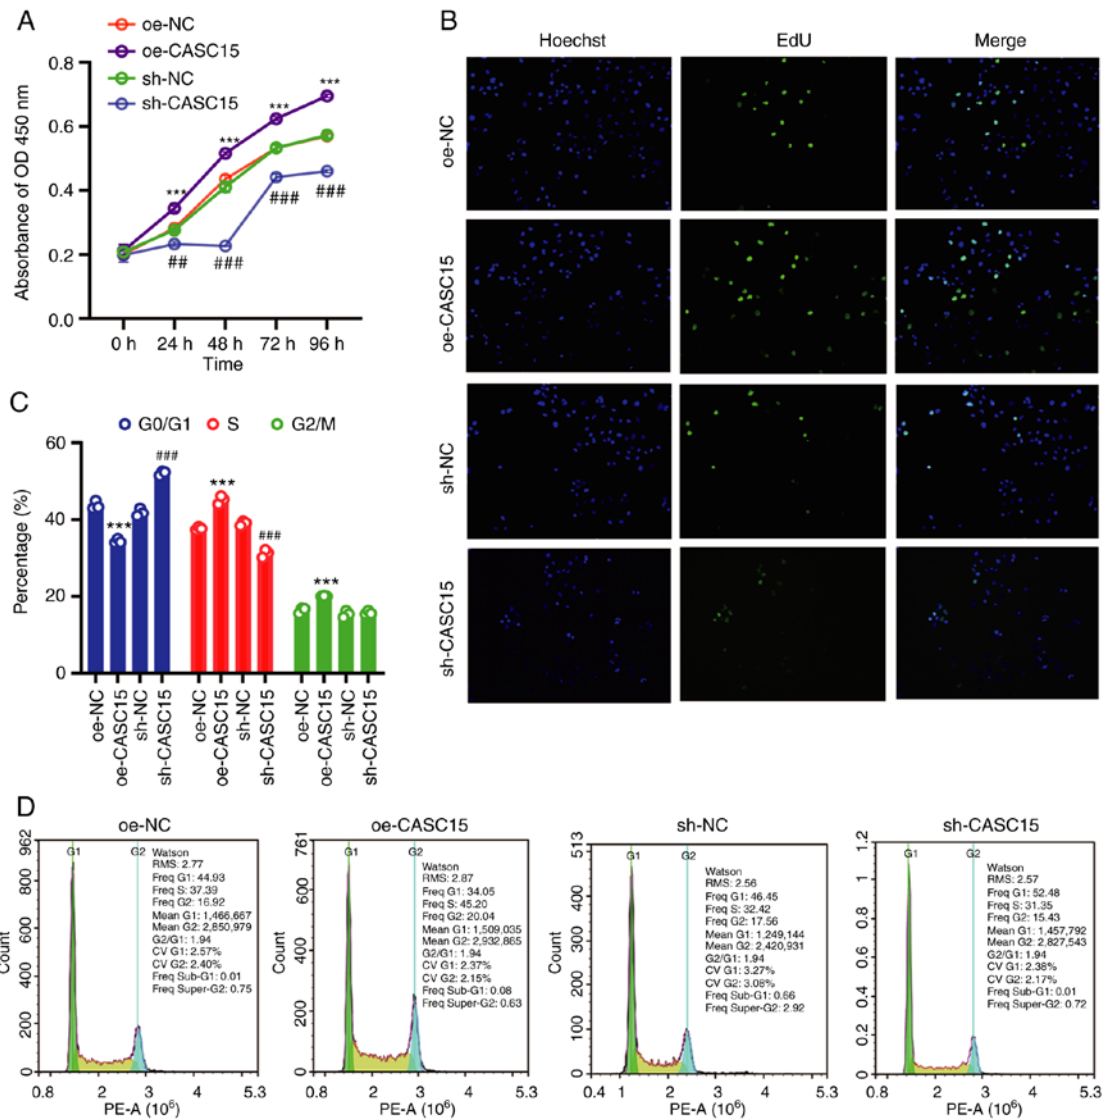 A
oe-NC
oe-CASC15
sh-NC
sh-CASC15
Absorbance of OD 450 nm
0.8
0.6
0.4
0.2
0.0
***
***
***
***
##
###
###
###
0 h 24 h 48 h 72 h 96 h
Time
B
Hoechst EdU Merge
oe-NC
oe-CASC15
sh-NC
sh-CASC15
C
G0/G1 S G2/M
Percentage (%)
60
40
20
0
***
###
***
###
***
oe-NC
oe-CASC15
sh-NC
sh-CASC15
oe-NC
oe-CASC15
sh-NC
sh-CASC15
oe-NC
oe-CASC15
sh-NC
sh-CASC15
D
oe-NC
Count
962
800
600
400
200
0
G1 G2
Watson
RMS: 2.77
Freq G1: 44.93
Freq S: 37.39
Freq G2: 16.92
Mean G1: 1,466,667
Mean G2: 2,850,979
G2/G1: 1.94
CV G1: 2.57%
CV G2: 2.40%
Freq Sub-G1: 0.01
Freq Super-G2: 0.75
0.8 2 3 4 5.3
PE-A (10⁶)
oe-CASC15
Count
761
600
400
200
0
G1 G2
Watson
RMS: 2.87
Freq G1: 34.05
Freq S: 45.20
Freq G2: 20.04
Mean G1: 1,509,035
Mean G2: 2,932,865
G2/G1: 1.94
CV G1: 2.37%
CV G2: 2.15%
Freq Sub-G1: 0.08
Freq Super-G2: 0.63
0.8 2 3 4 5.3
PE-A (10⁶)
sh-NC
Count
513
400
300
200
100
0
G1 G2
Watson
RMS: 2.56
Freq G1: 46.45
Freq S: 32.42
Freq G2: 17.56
Mean G1: 1,249,144
Mean G2: 2,420,931
G2/G1: 1.94
CV G1: 3.27%
CV G2: 3.08%
Freq Sub-G1: 0.66
Freq Super-G2: 2.92
0.4 1 2 3 4 5.3
PE-A (10⁶)
sh-CASC15
Count
1.2
1
0.8
0.6
0.4
0.2
0
G1 G2
Watson
RMS: 2.57
Freq G1: 52.48
Freq S: 31.35
Freq G2: 15.43
Mean G1: 1,457,792
Mean G2: 2,827,543
G2/G1: 1.94
CV G1: 2.38%
CV G2: 2.17%
Freq Sub-G1: 0.01
Freq Super-G2: 0.72
0.8 2 3 4 5.3
PE-A (10⁶)